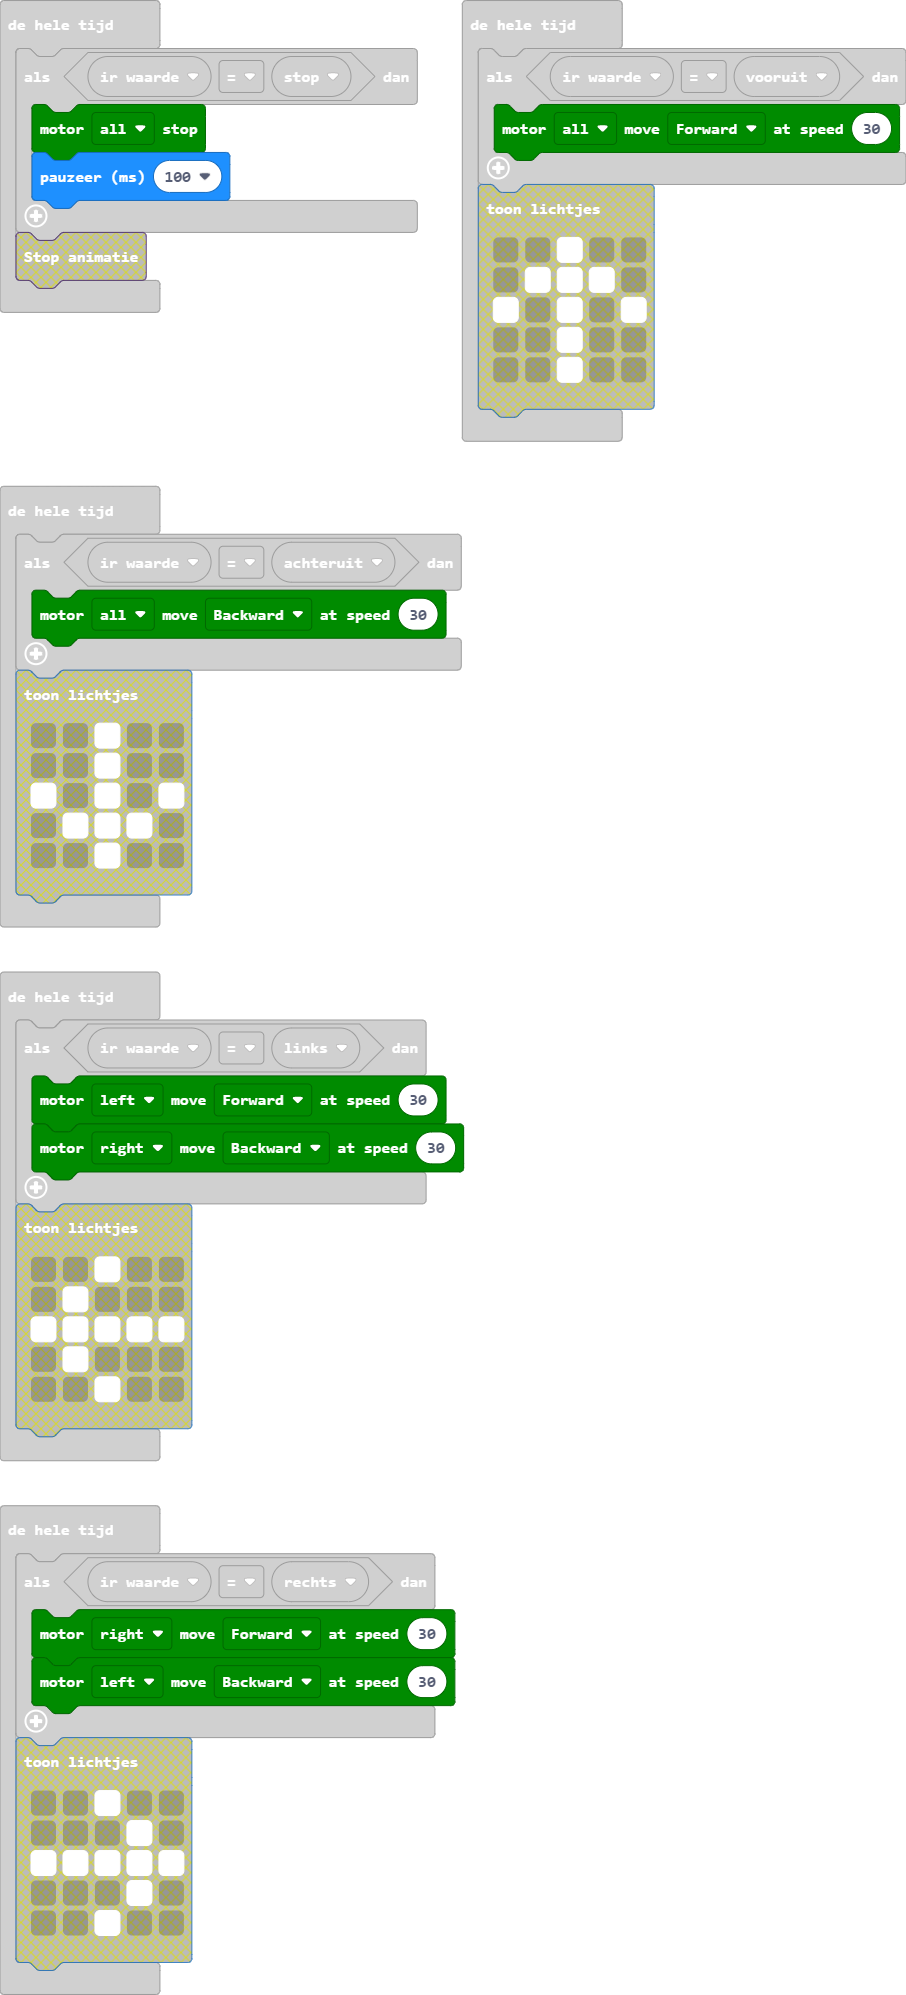 de hele tijd
als ir waarde = stop dan
motor all stop
pauzeer (ms) 100
Stop animatie
de hele tijd
als ir waarde = vooruit dan
motor all move Forward at speed 30
toon lichtjes
de hele tijd
als ir waarde = achteruit dan
motor all move Backward at speed 30
toon lichtjes
de hele tijd
als ir waarde = links dan
motor left move Forward at speed 30
motor right move Backward at speed 30
toon lichtjes
de hele tijd
als ir waarde = rechts dan
motor right move Forward at speed 30
motor left move Backward at speed 30
toon lichtjes